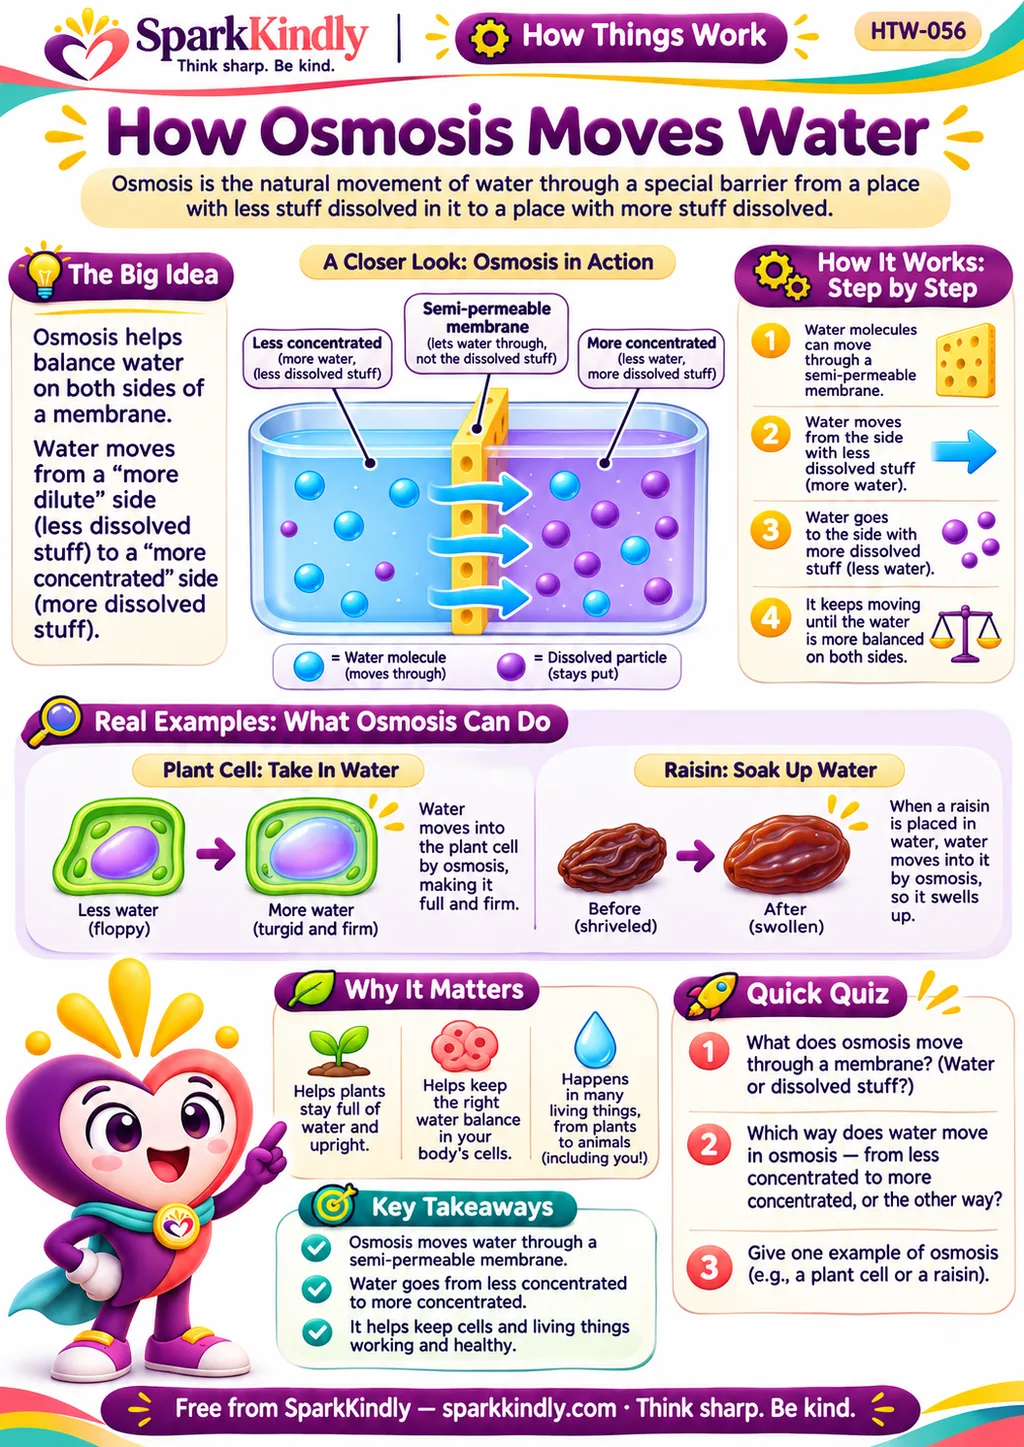 SparkKindly
Think sharp. Be kind.
How Things Work
HTW-056
How Osmosis Moves Water
Osmosis is the natural movement of water through a special barrier from a place
with less stuff dissolved in it to a place with more stuff dissolved.
The Big Idea
Osmosis helps
balance water
on both sides of
a membrane.
Water moves
from a “more
dilute” side
(less dissolved
stuff) to a “more
concentrated” side
(more dissolved
stuff).
A Closer Look: Osmosis in Action
Less concentrated
(more water,
(less dissolved stuff)
Semi-permeable
membrane
(lets water through,
not the dissolved stuff)
More concentrated
(less water,
more dissolved stuff)
= Water molecule
(moves through)
= Dissolved particle
(stays put)
How It Works:
Step by Step
1
Water molecules
can move
through a
semi-permeable
membrane.
2
Water moves
from the side
with less
dissolved stuff
(more water).
3
Water goes
to the side with
more dissolved
stuff (less water).
4
It keeps moving
until the water
is more balanced
on both sides.
Real Examples: What Osmosis Can Do
Plant Cell: Take In Water
Less water
(floppy)
More water
(turgid and firm)
Water
moves into
the plant cell
by osmosis,
making it
full and firm.
Raisin: Soak Up Water
Before
(shriveled)
After
(swollen)
When a raisin
is placed in
water, water
moves into it
by osmosis,
so it swells
up.
Why It Matters
Helps plants
stay full of
water and
upright.
Helps keep
the right
water balance
in your
body's cells.
Happens
in many
living things,
from plants
to animals
(including you!)
Key Takeaways
Osmosis moves water through a
semi-permeable membrane.
Water goes from less concentrated
to more concentrated.
It helps keep cells and living things
working and healthy.
Quick Quiz
1
What does osmosis move
through a membrane? (Water
or dissolved stuff?)
2
Which way does water move
in osmosis — from less
concentrated to more
concentrated, or the other way?
3
Give one example of osmosis
(e.g., a plant cell or a raisin).
Free from SparkKindly — sparkkindly.com · Think sharp. Be kind.